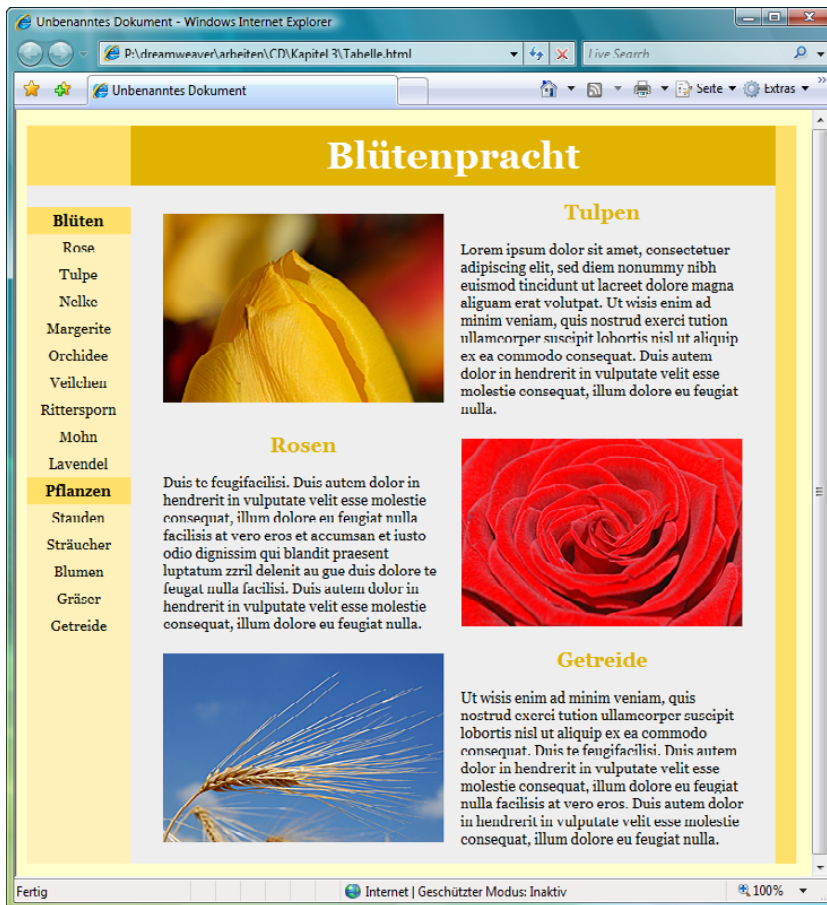 Unbenanntes Dokument - Windows Internet Explorer
P:\dreamweaver\arbeiten\CD\Kapitel 3\Tabelle.html
Live Search
Unbenanntes Dokument
Seite
Extras
»
Blütenpracht
Blüten
Rose
Tulpe
Nelke
Margerite
Orchidee
Veilchen
Rittersporn
Mohn
Lavendel
Pflanzen
Stauden
Sträucher
Blumen
Gräser
Getreide
Tulpen
Lorem ipsum dolor sit amet, consectetuer
adipiscing elit, sed diem nonummy nibh
euismod tincidunt ut lacreet dolore magna
aliguam erat volutpat. Ut wisis enim ad
minim veniam, quis nostrud exerci tution
ullamcorper suscipit lobortis nisl ut aliquip
ex ea commodo consequat. Duis autem
dolor in hendrerit in vulputate velit esse
molestie consequat, illum dolore eu feugiat
nulla.
Rosen
Duis te feugifacilisi. Duis autem dolor in
hendrerit in vulputate velit esse molestie
consequat, illum dolore eu feugiat nulla
facilisis at vero eros et accumsan et iusto
odio dignissim qui blandit praesent
luptatum zzril delenit au gue duis dolore te
feugat nulla facilisi. Duis autem dolor in
hendrerit in vulputate velit esse molestie
consequat, illum dolore eu feugiat nulla.
Getreide
Ut wisis enim ad minim veniam, quis
nostrud exerci tution ullamcorper suscipit
lobortis nisl ut aliquip ex ea commodo
consequat. Duis te feugifacilisi. Duis autem
dolor in hendrerit in vulputate velit esse
molestie consequat, illum dolore eu feugiat
nulla facilisis at vero eros. Duis autem dolor
in hendrerit in vulputate velit esse molestie
consequat, illum dolore eu feugiat nulla.
Fertig
Internet | Geschützter Modus: Inaktiv
100%